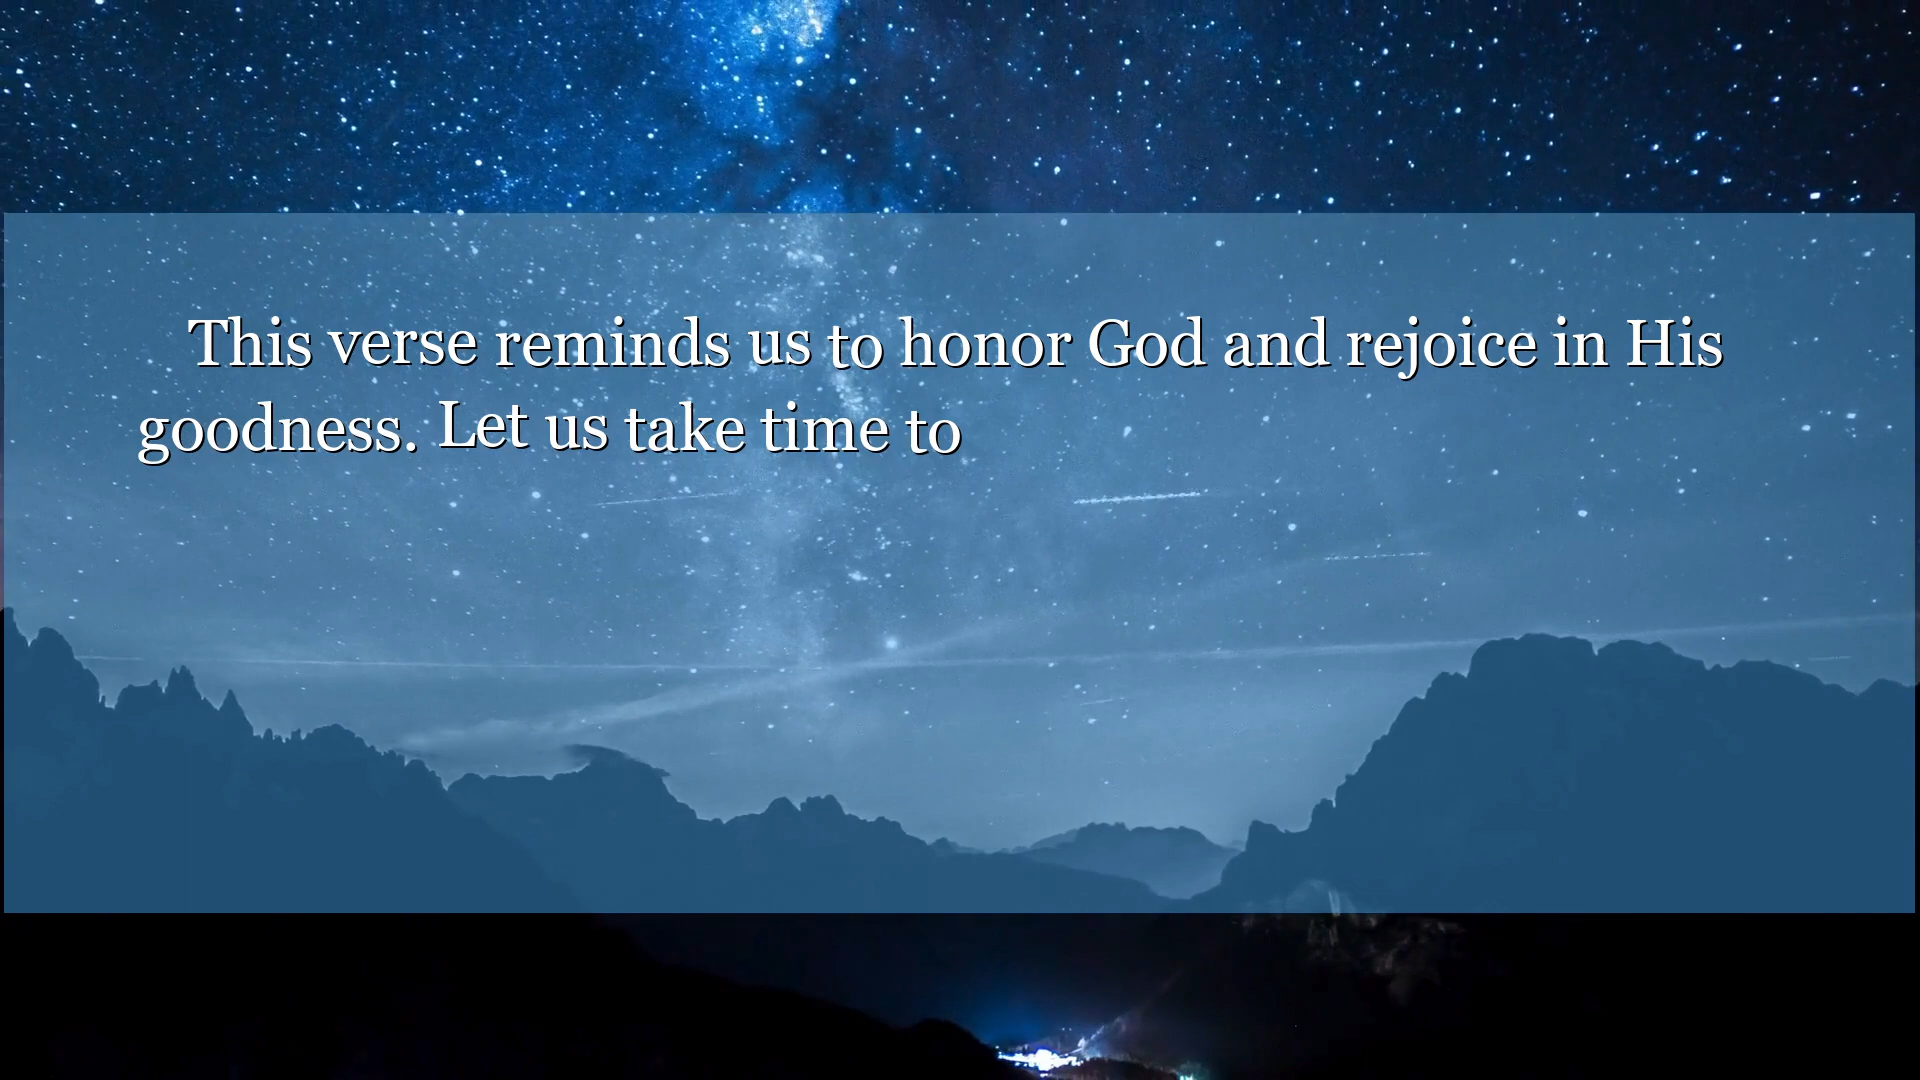 This verse reminds us to honor God and rejoice in His
goodness. Let us take time to